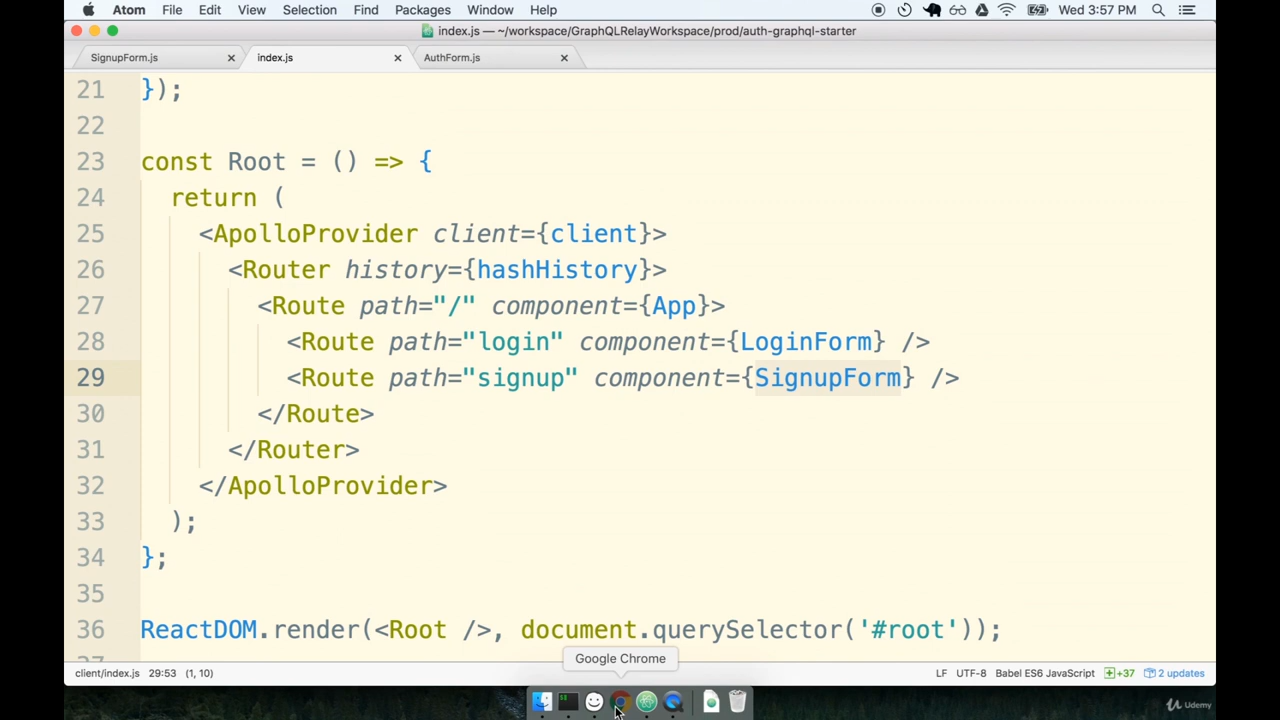 Atom File Edit View Selection Find Packages Window Help Wed 3:57 PM
index.js — ~/workspace/GraphQLRelayWorkspace/prod/auth-graphql-starter
SignupForm.js index.js AuthForm.js
21 });
22
23 const Root = () => {
24 return (
25 <ApolloProvider client={client}>
26 <Router history={hashHistory}>
27 <Route path="/" component={App}>
28 <Route path="login" component={LoginForm} />
29 <Route path="signup" component={SignupForm} />
30 </Route>
31 </Router>
32 </ApolloProvider>
33 );
34 };
35
36 ReactDOM.render(<Root />, document.querySelector('#root'));
Google Chrome
client/index.js 29:53 (1, 10) LF UTF-8 Babel ES6 JavaScript +37 2 updates
Udemy